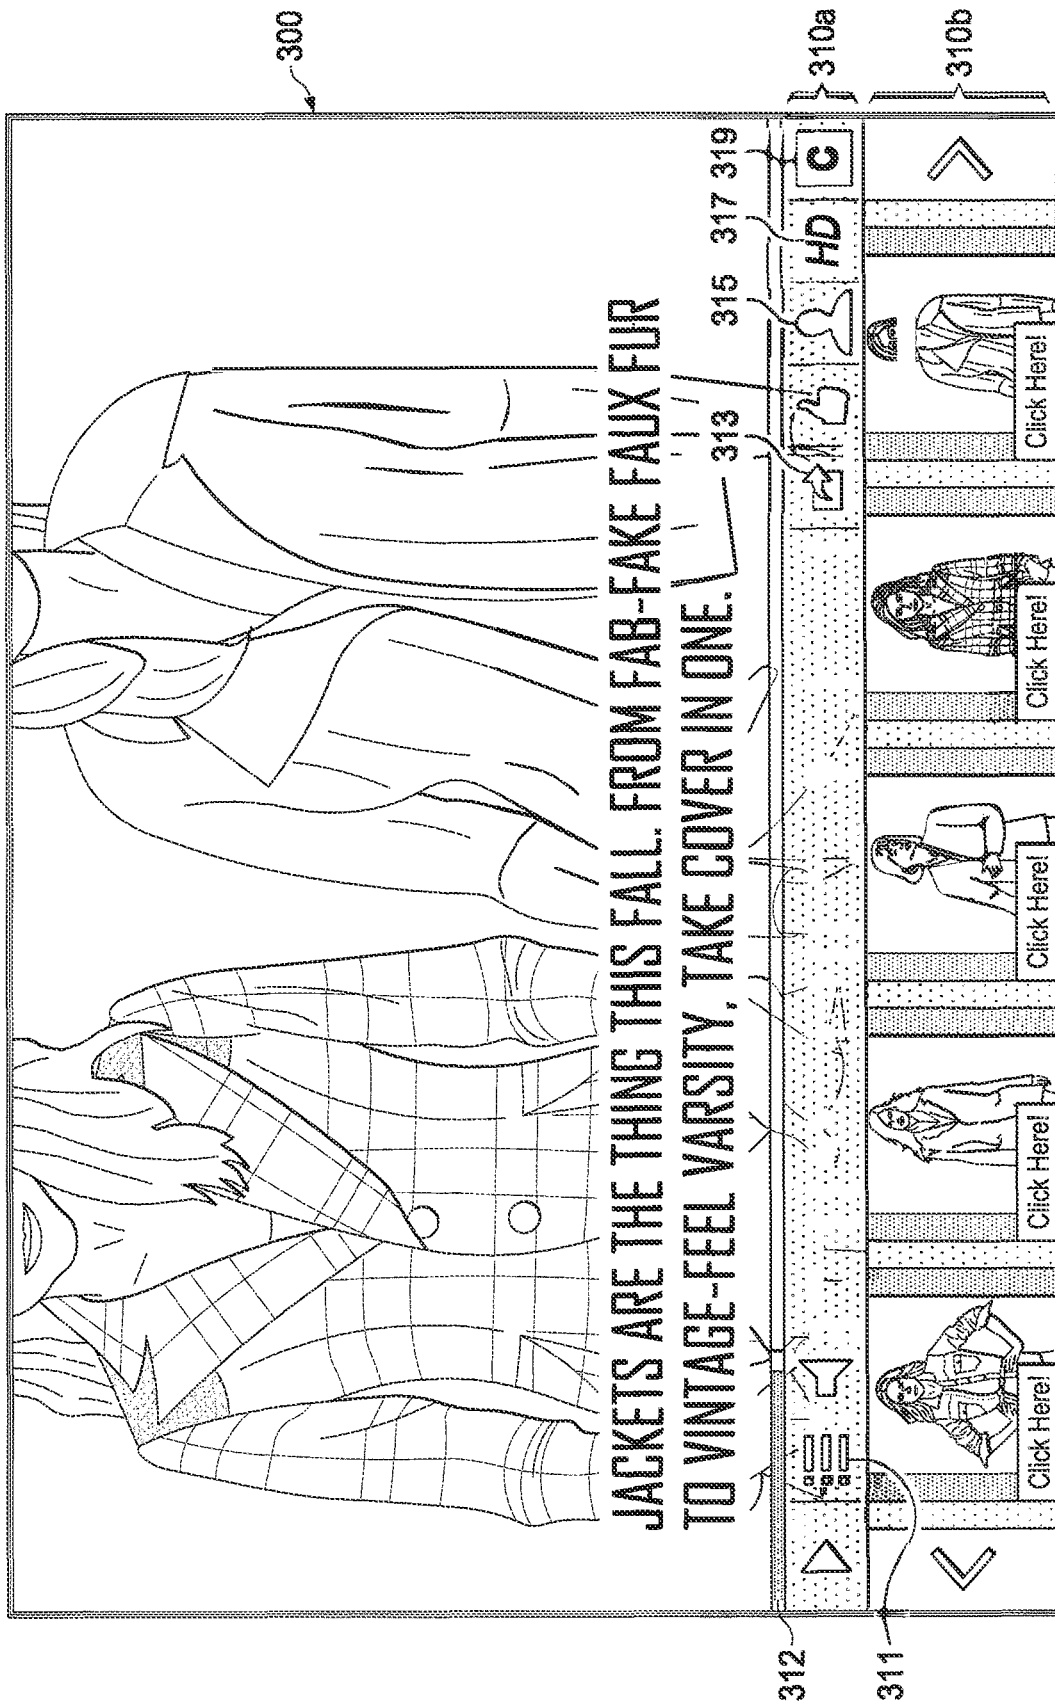 300
JACKETS ARE THE THING THIS FALL. FROM FAB-FAKE FAUX FUR
TO VINTAGE-FEEL VARSITY, TAKE COVER IN ONE.
313
315
317
319
312
HD
C
310a
311
Click Here!
Click Here!
Click Here!
Click Here!
Click Here!
310b